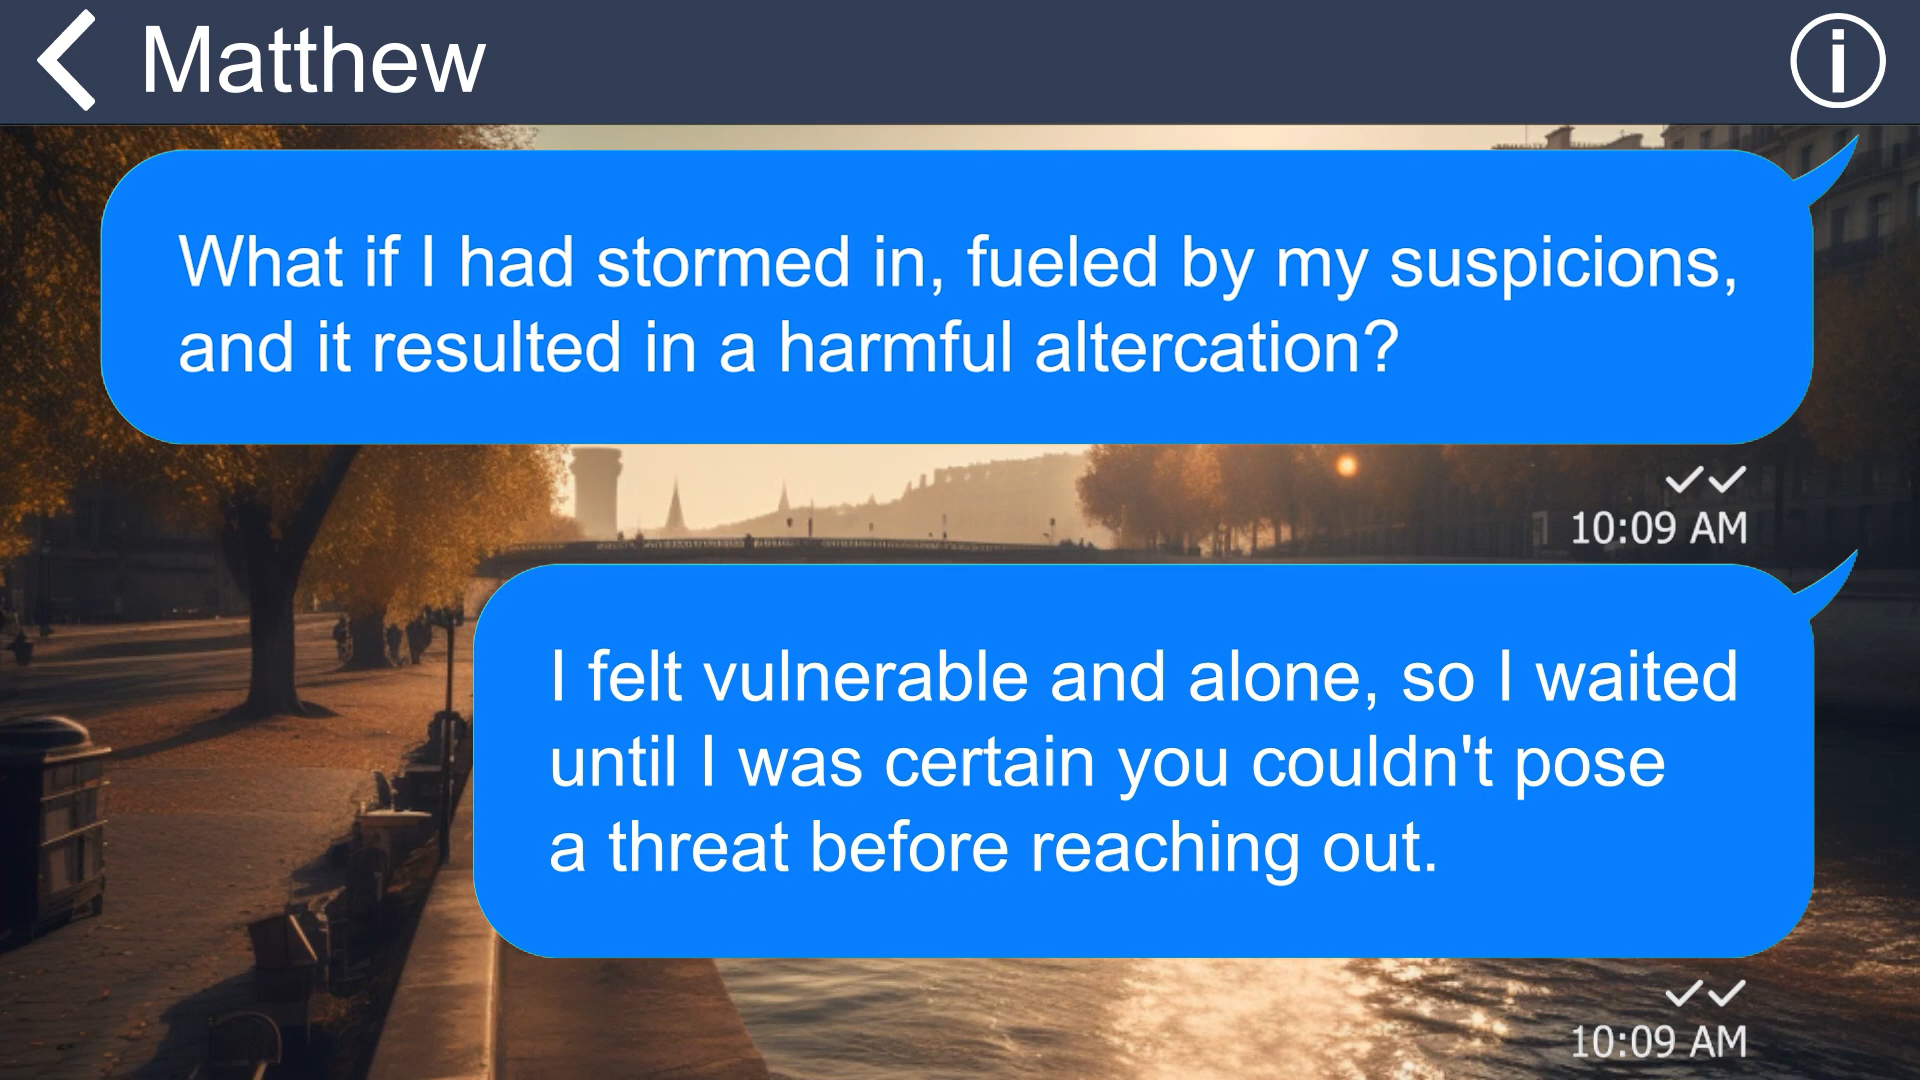 Matthew
What if I had stormed in, fueled by my suspicions,
and it resulted in a harmful altercation?
10:09 AM
I felt vulnerable and alone, so I waited
until I was certain you couldn't pose
a threat before reaching out.
10:09 AM